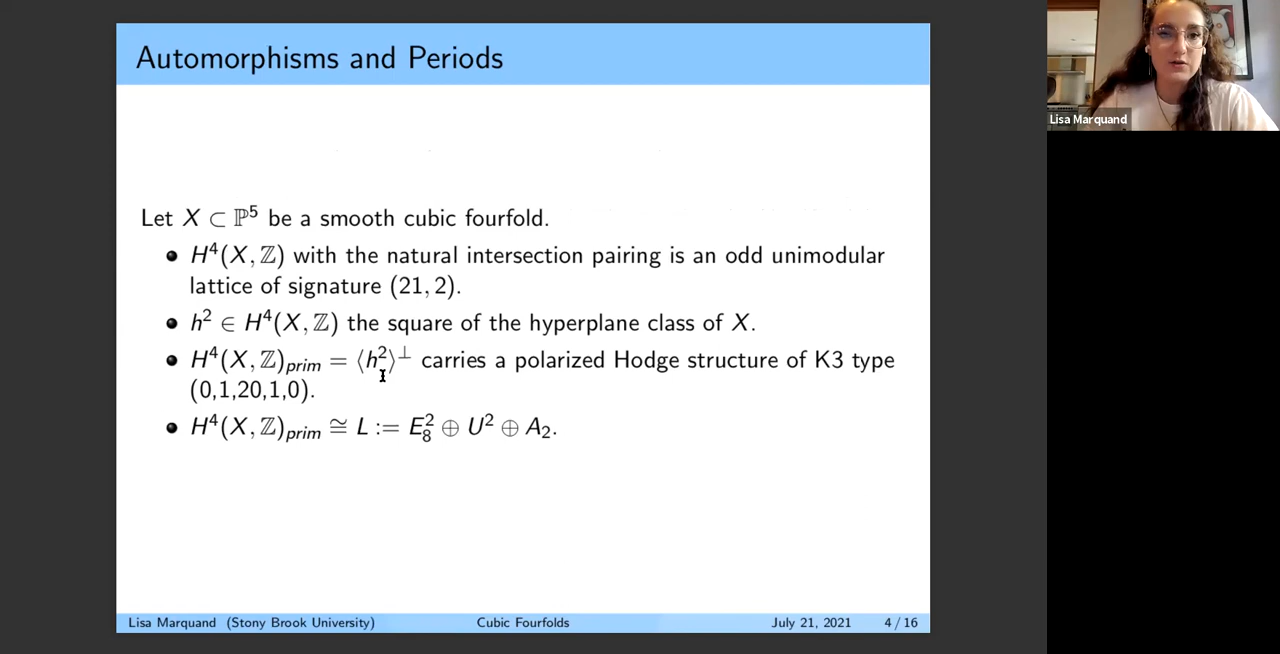 Automorphisms and Periods
Lisa Marquand
Let X ⊂ ℙ⁵ be a smooth cubic fourfold.
• H⁴(X, ℤ) with the natural intersection pairing is an odd unimodular
lattice of signature (21, 2).
• h² ∈ H⁴(X, ℤ) the square of the hyperplane class of X.
• H⁴(X, ℤ)_prim = ⟨h²⟩^⊥ carries a polarized Hodge structure of K3 type
(0,1,20,1,0).
• H⁴(X, ℤ)_prim ≅ L := E₈² ⊕ U² ⊕ A₂.
Lisa Marquand (Stony Brook University) Cubic Fourfolds July 21, 2021 4 / 16